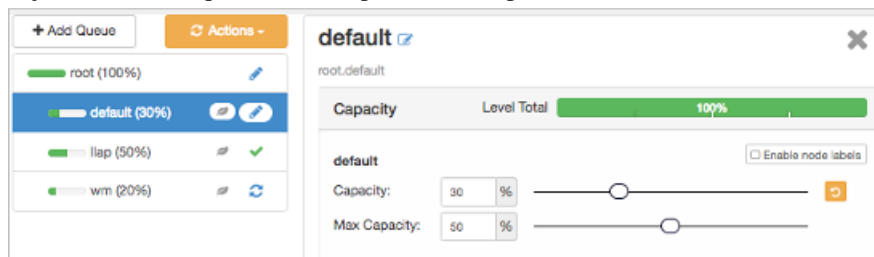 + Add Queue
Actions
root (100%)
default (30%)
llap (50%)
wm (20%)
default
root.default
Capacity
Level Total
100%
default
Enable node labels
Capacity:
30
%
Max Capacity:
50
%